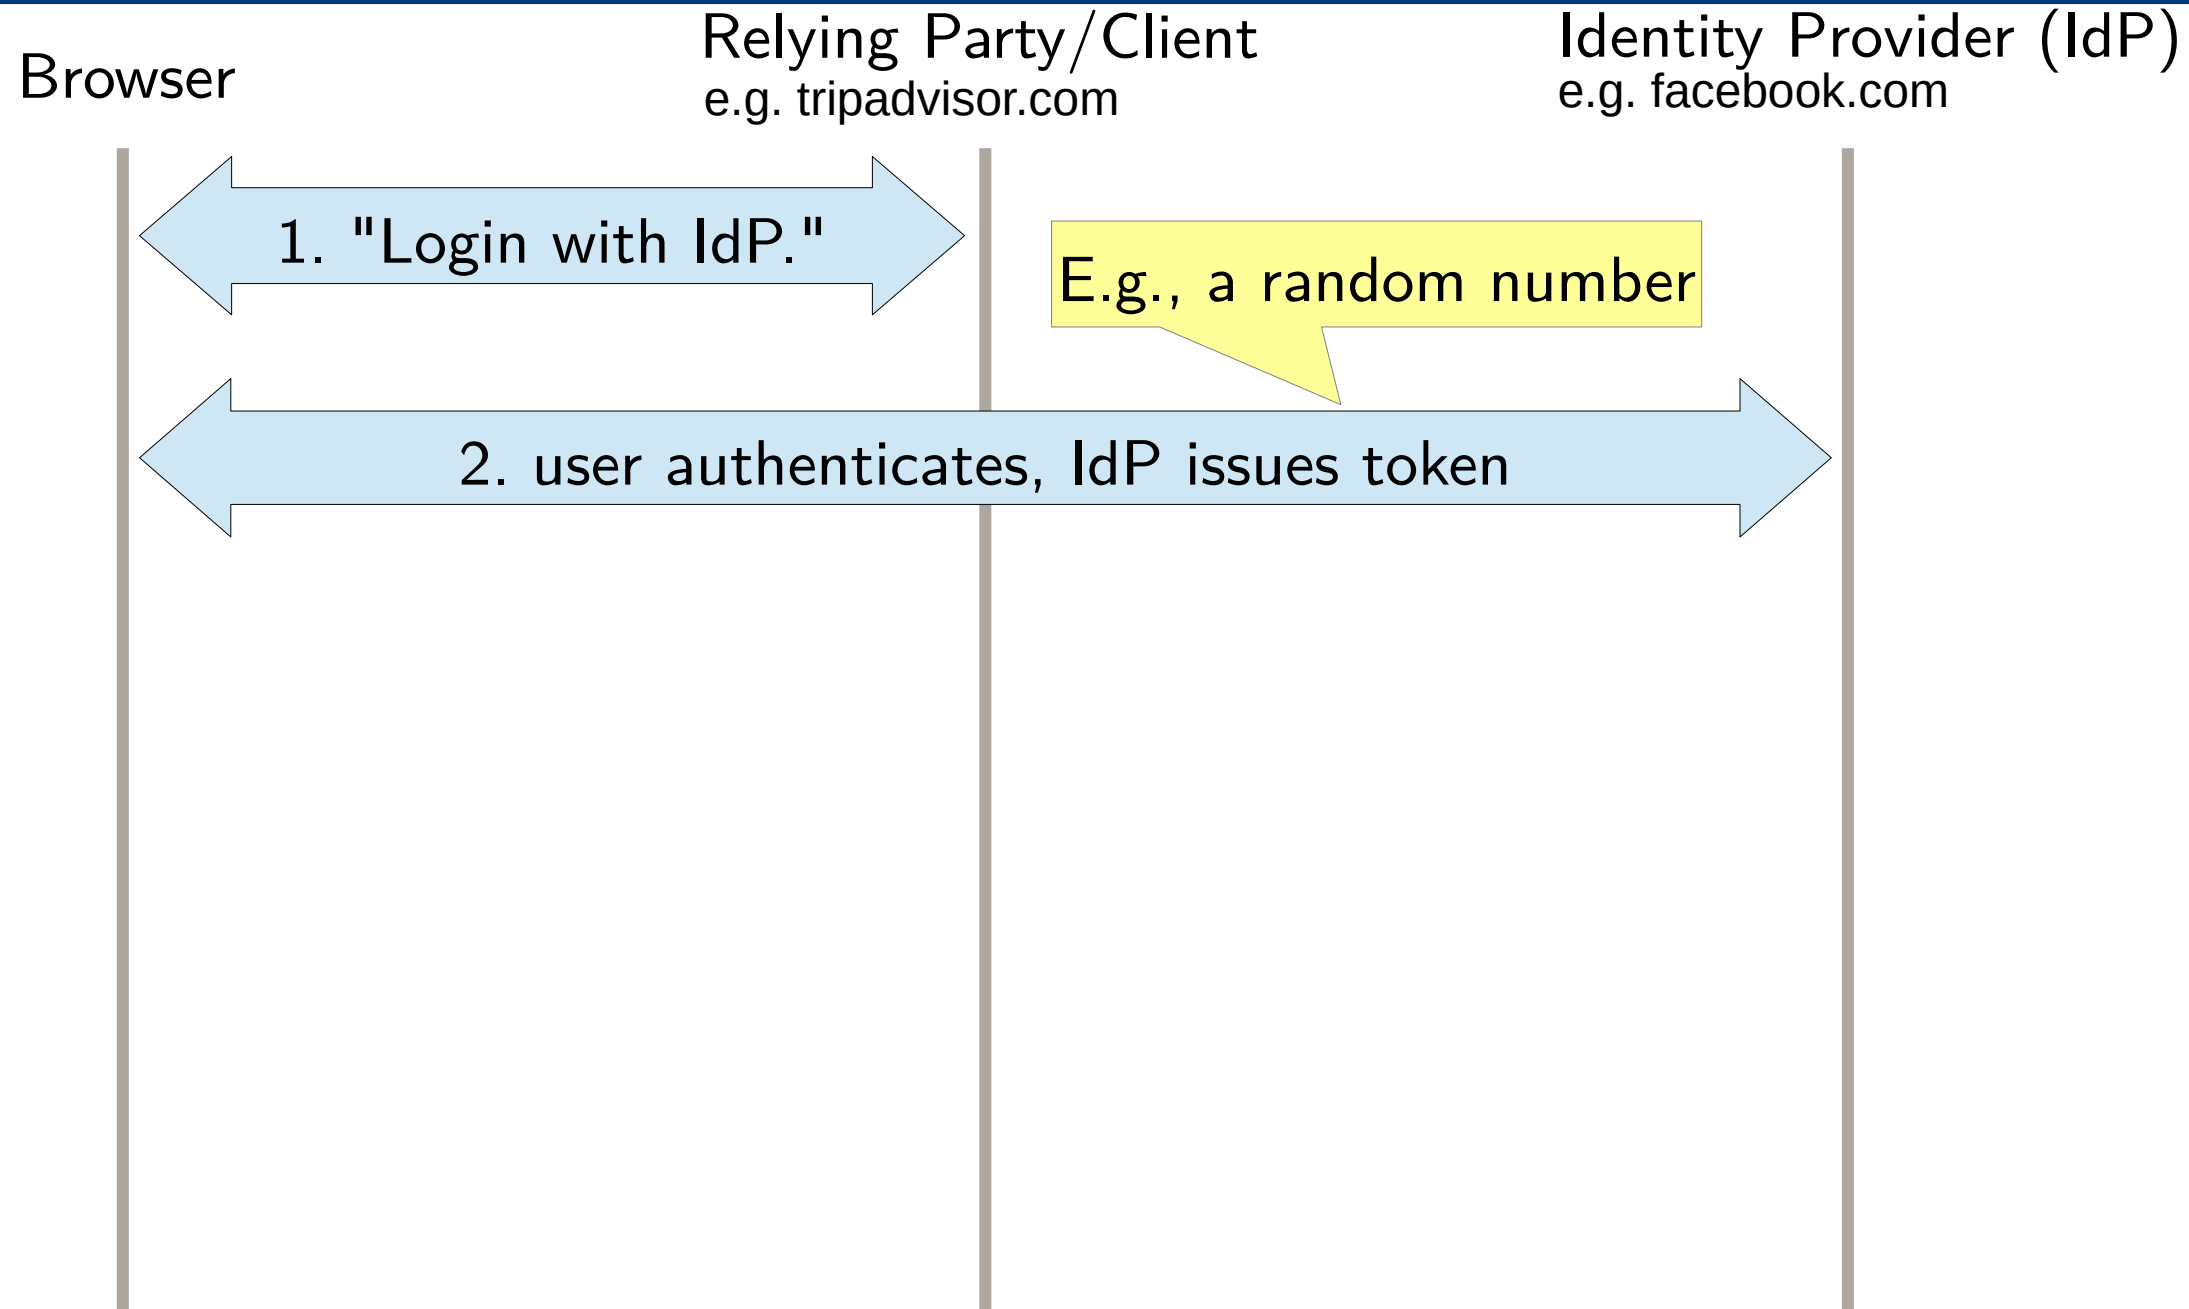 Browser
Relying Party/Client
e.g. tripadvisor.com
Identity Provider (IdP)
e.g. facebook.com
1. "Login with IdP."
E.g., a random number
2. user authenticates, IdP issues token